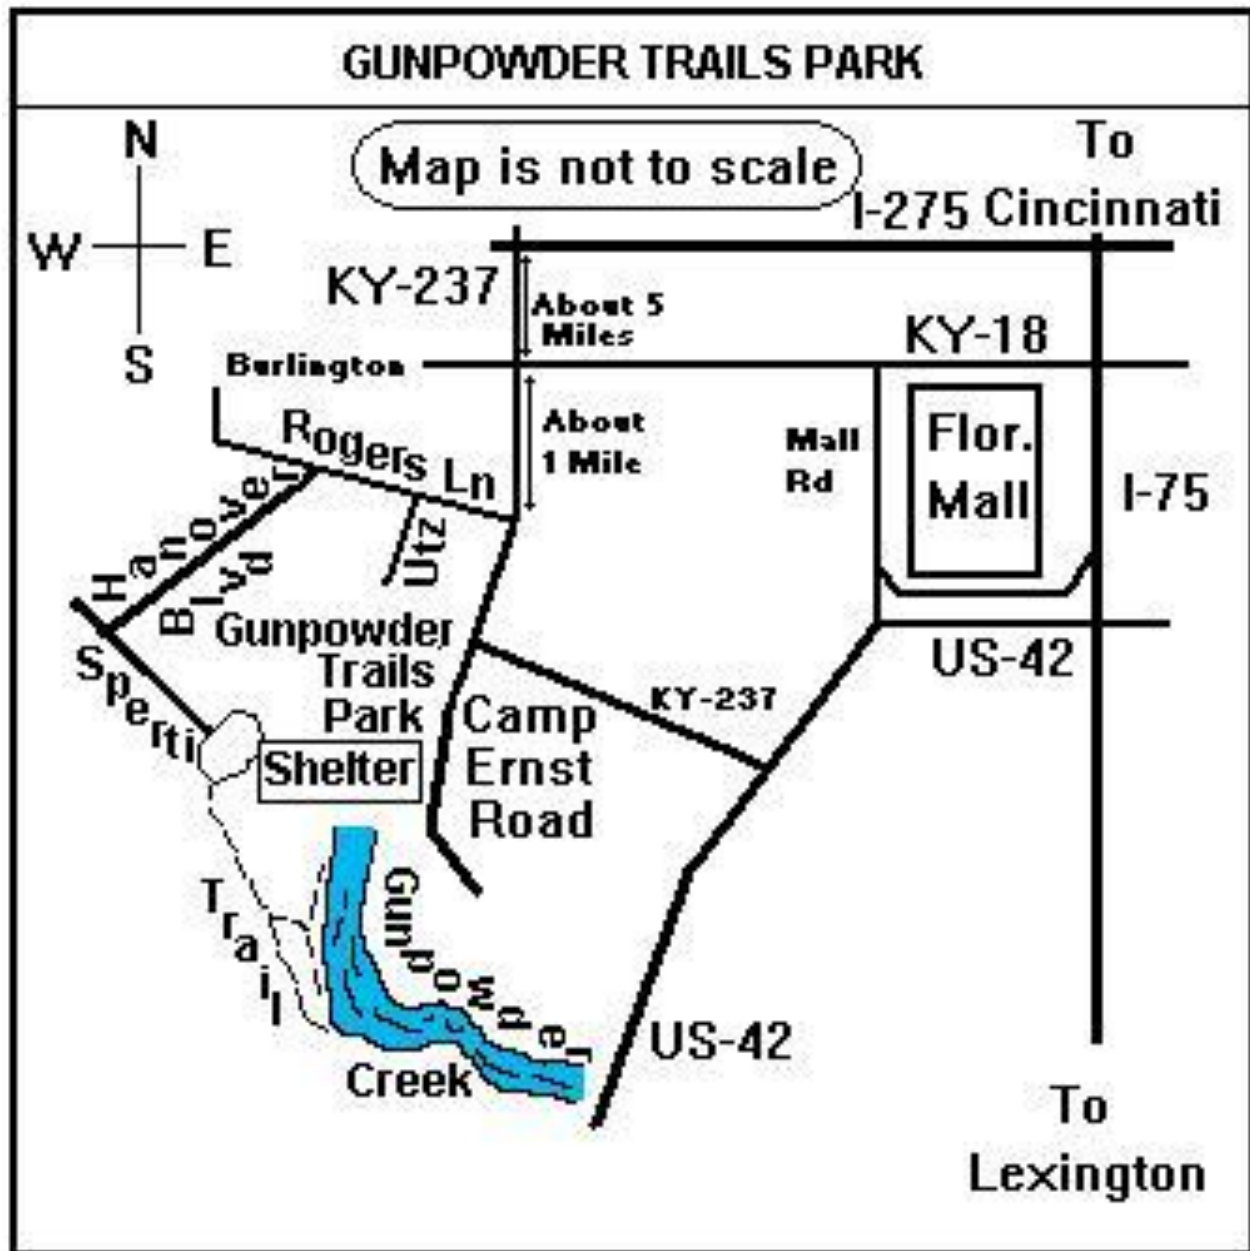 GUNPOWDER TRAILS PARK
N
W
E
S
Map is not to scale
To
Cincinnati
I-275
KY-237
About 5
Miles
KY-18
Burlington
About
1 Mile
Mall
Rd
Flor.
Mall
I-75
Rogers Ln
Hanover
Blvd
Utz
Gunpowder
Trails
Park
US-42
Sperti
KY-237
Camp
Ernst
Road
Shelter
Trail
Gunpowder
Creek
US-42
To
Lexington